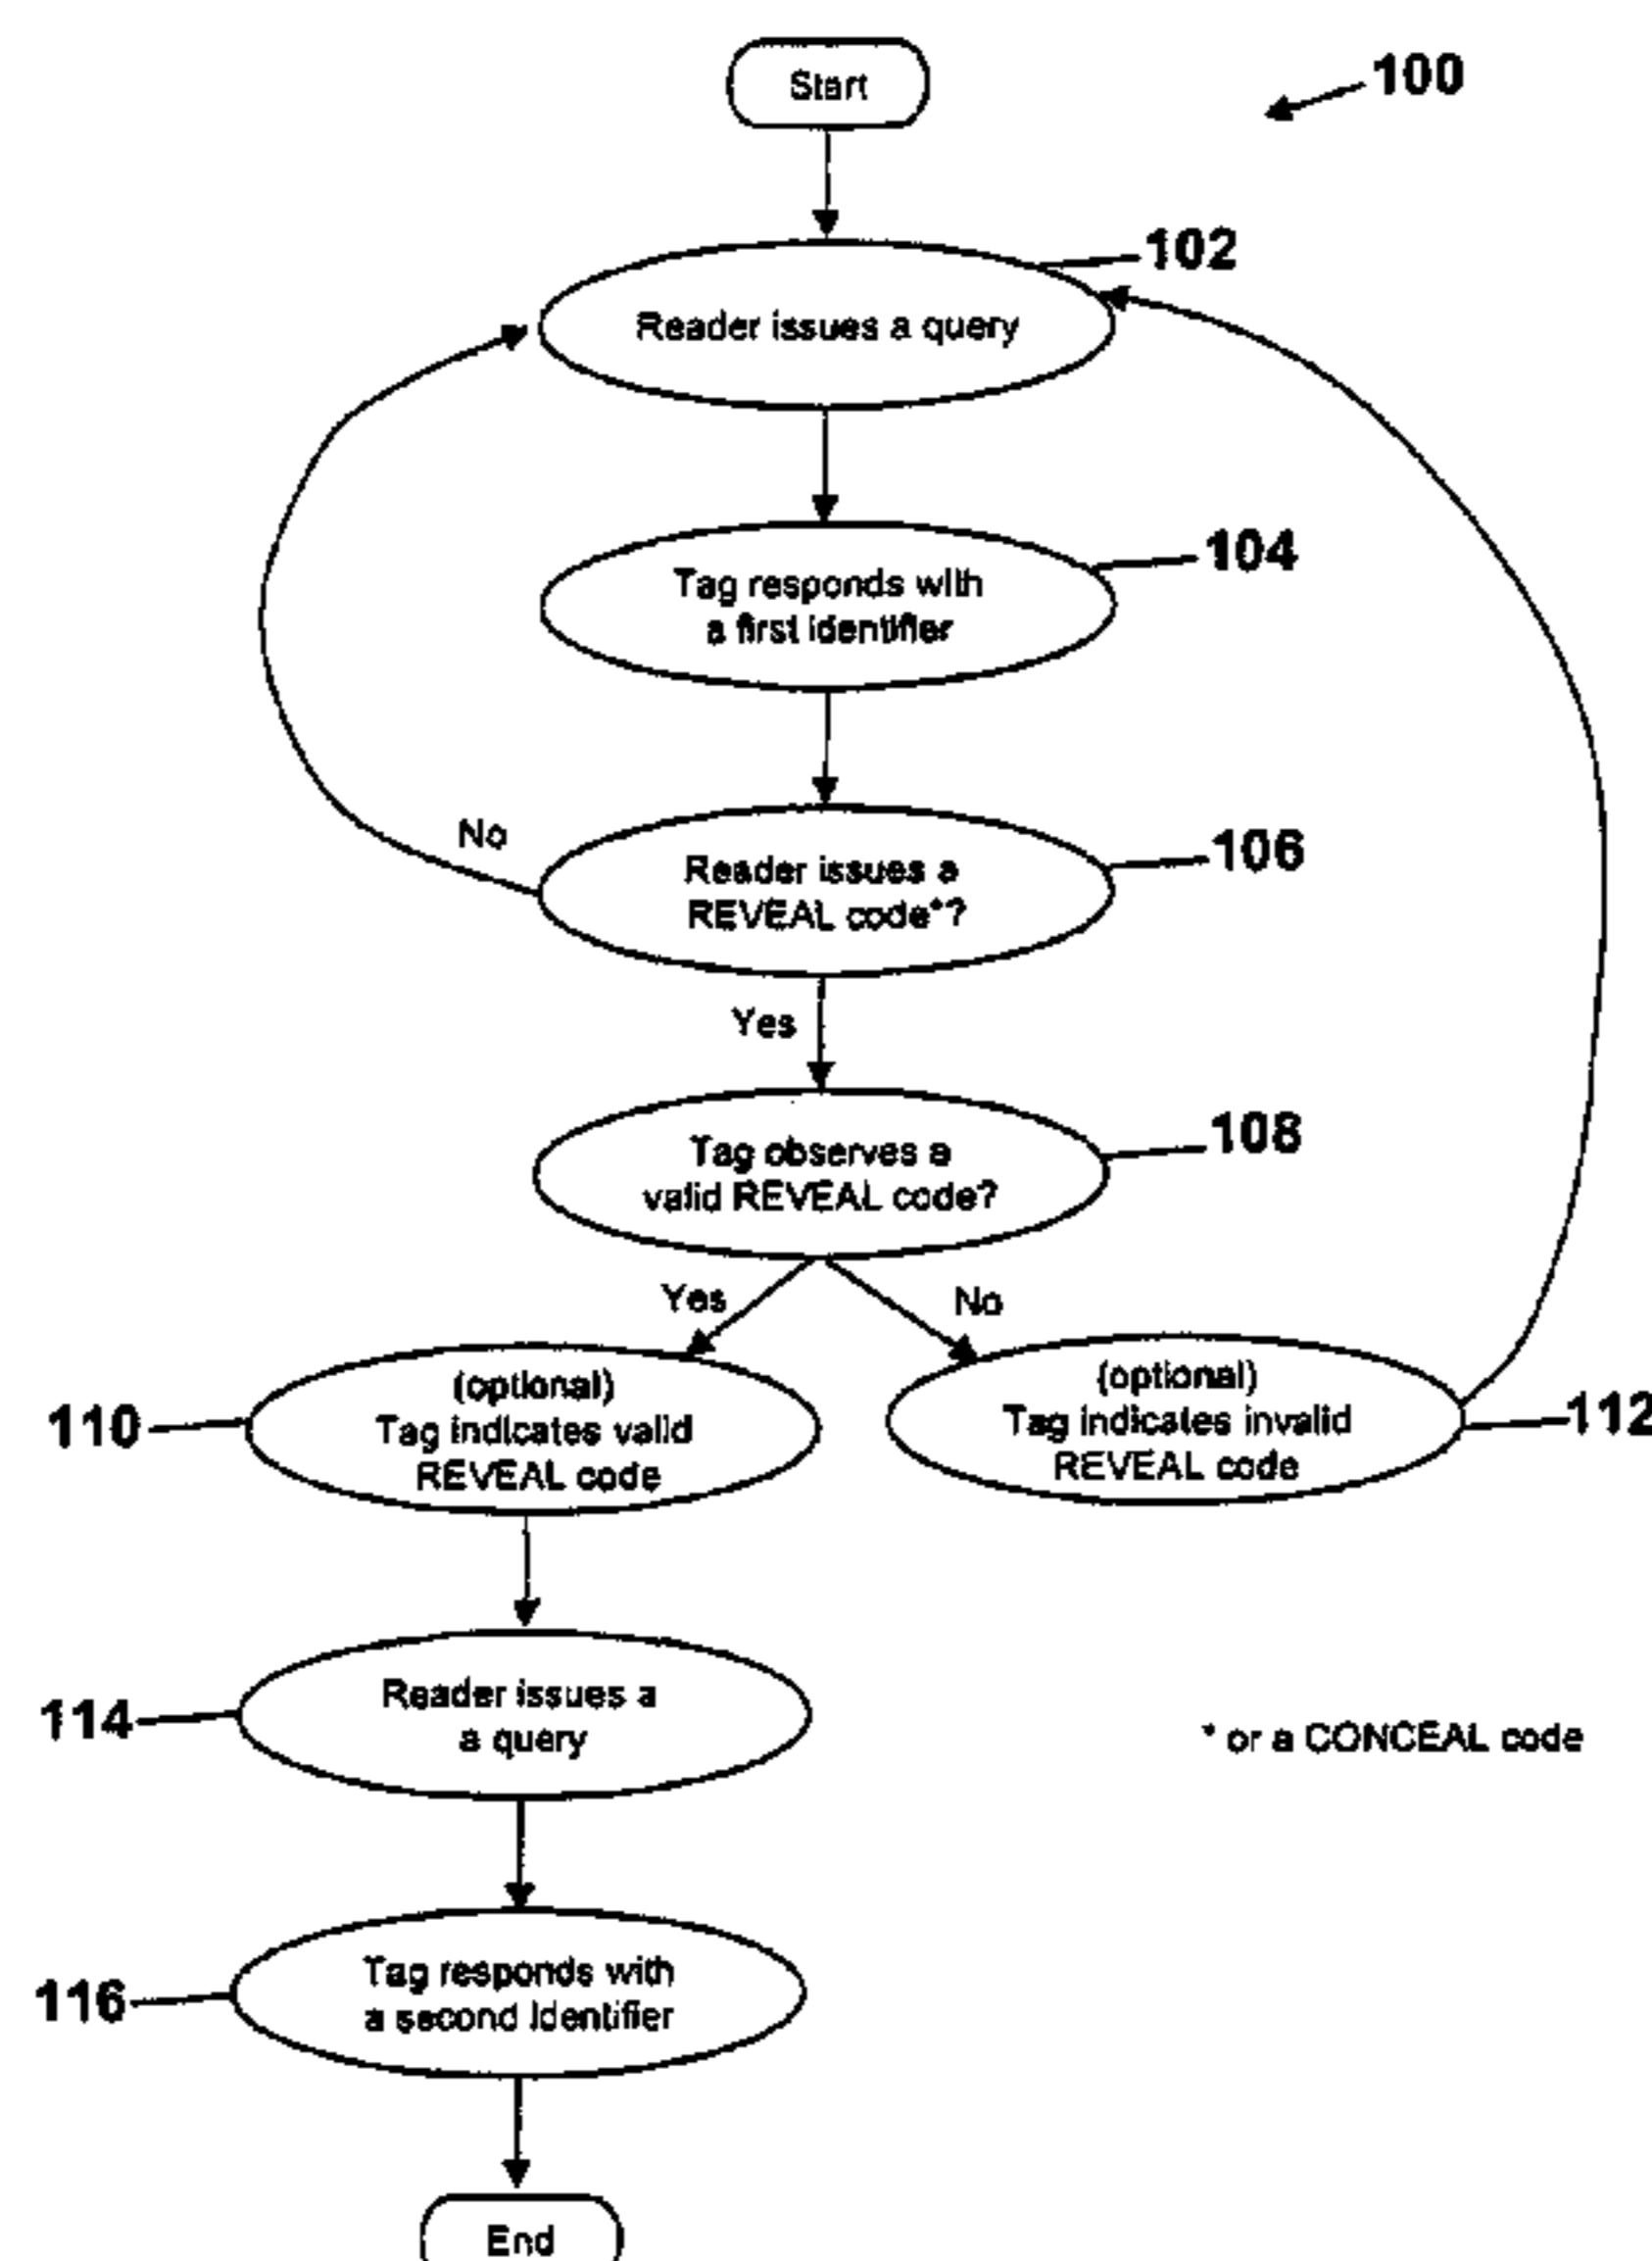 Start
100
102
Reader issues a query
104
Tag responds with
a first identifier
106
No
Reader issues a
REVEAL code*?
Yes
108
Tag observes a
valid REVEAL code?
Yes
No
110
(optional)
Tag indicates valid
REVEAL code
(optional)
Tag indicates invalid
REVEAL code
112
114
Reader issues a
a query
* or a CONCEAL code
116
Tag responds with
a second identifier
End